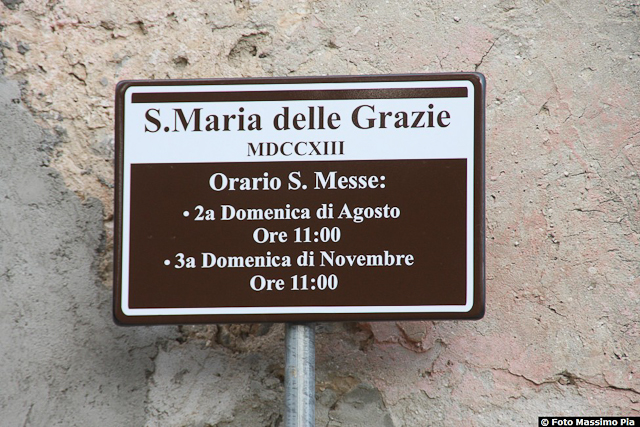 S.Maria delle Grazie
MDCCXIII
Orario S. Messe:
• 2a Domenica di Agosto
Ore 11:00
• 3a Domenica di Novembre
Ore 11:00
© Foto Massimo Pia